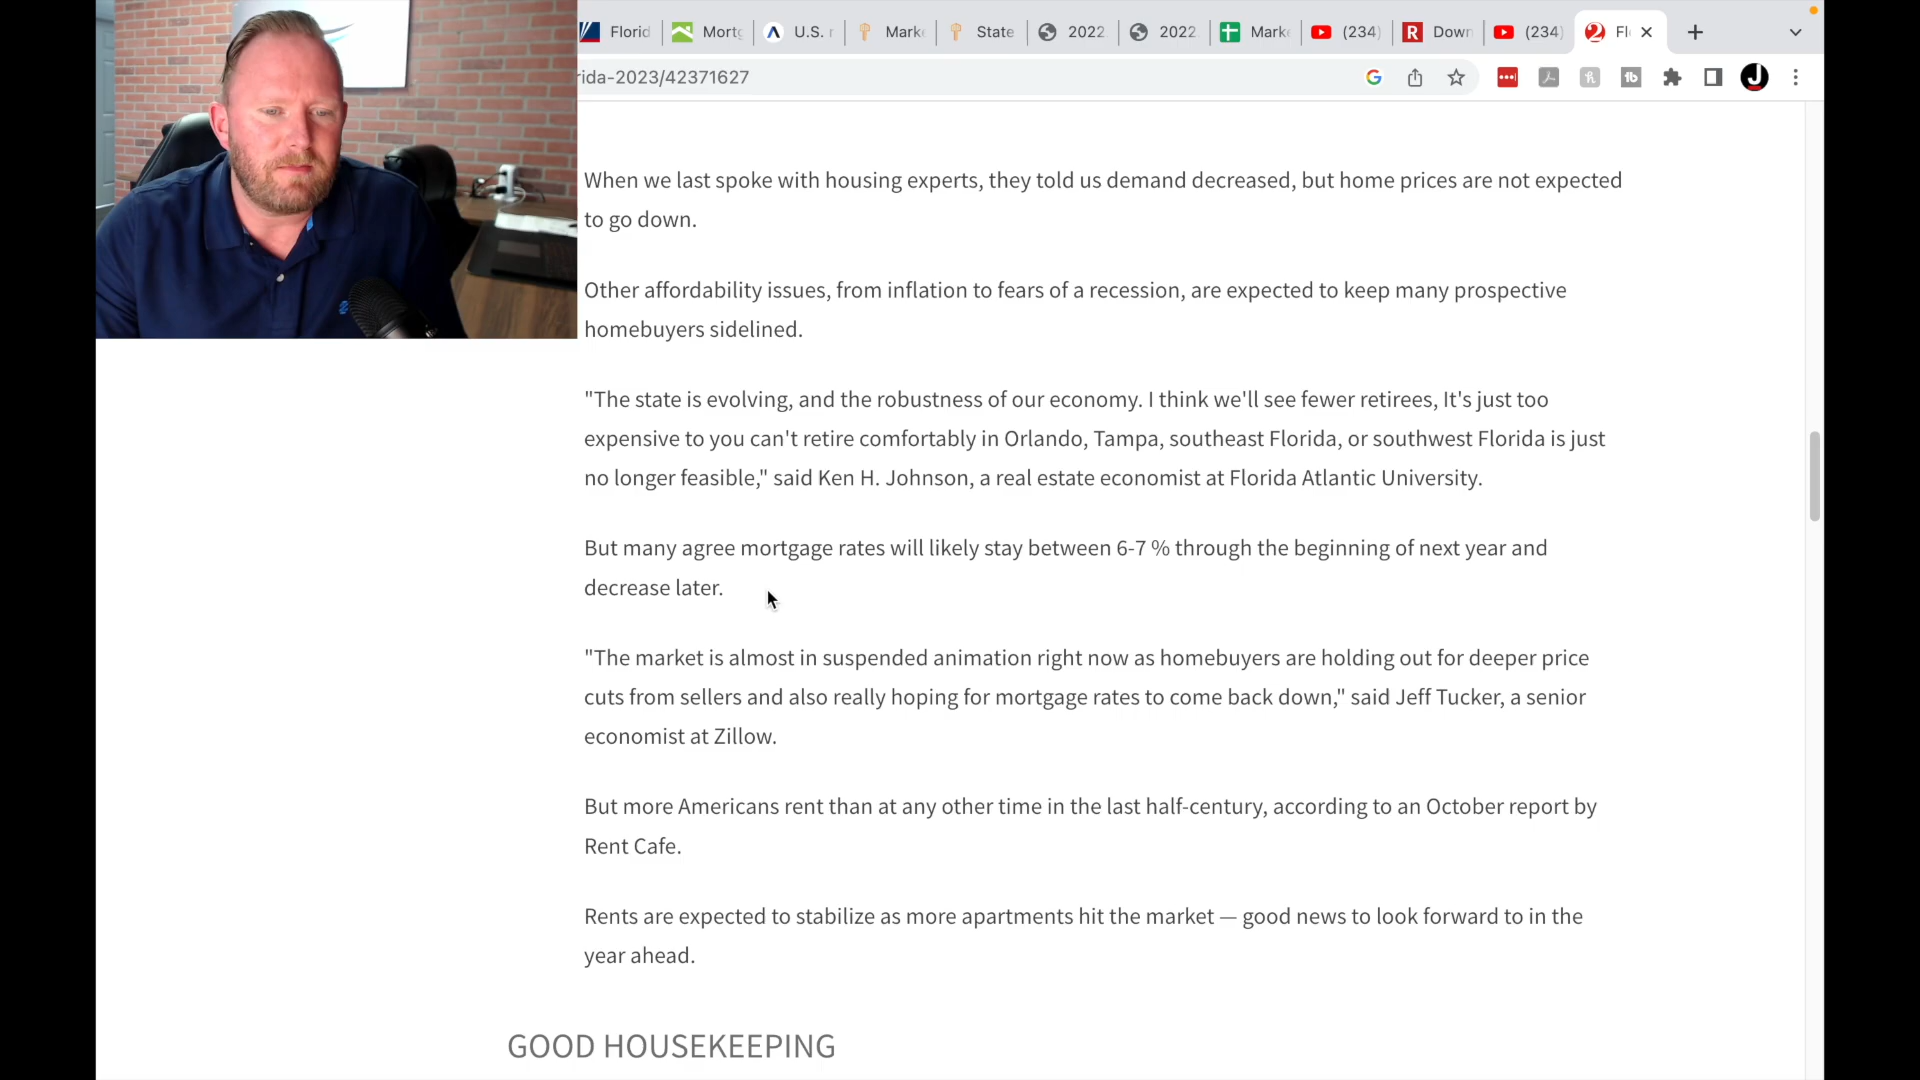 Florid
Mortg
U.S. r
Marke
State
2022
2022
Marke
(234)
Down
(234)
Fl
rida-2023/42371627
When we last spoke with housing experts, they told us demand decreased, but home prices are not expected
to go down.
Other affordability issues, from inflation to fears of a recession, are expected to keep many prospective
homebuyers sidelined.
"The state is evolving, and the robustness of our economy. I think we'll see fewer retirees, It's just too
expensive to you can't retire comfortably in Orlando, Tampa, southeast Florida, or southwest Florida is just
no longer feasible," said Ken H. Johnson, a real estate economist at Florida Atlantic University.
But many agree mortgage rates will likely stay between 6-7 % through the beginning of next year and
decrease later.
"The market is almost in suspended animation right now as homebuyers are holding out for deeper price
cuts from sellers and also really hoping for mortgage rates to come back down," said Jeff Tucker, a senior
economist at Zillow.
But more Americans rent than at any other time in the last half-century, according to an October report by
Rent Cafe.
Rents are expected to stabilize as more apartments hit the market — good news to look forward to in the
year ahead.
GOOD HOUSEKEEPING